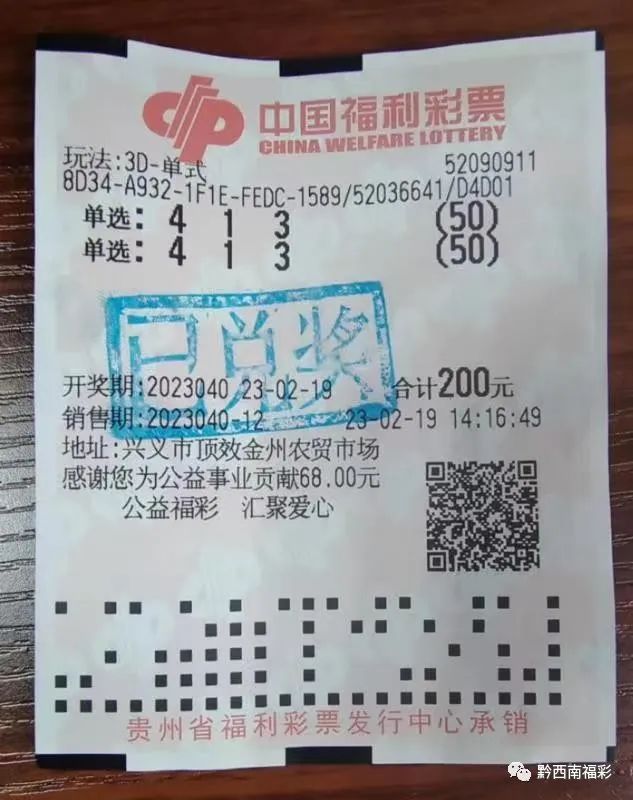 中国福利彩票
CHINA WELFARE LOTTERY
玩法:3D-单式 52090911
8D34-A932-1F1E-FEDC-1589/52036641/D4D01
单选: 4 1 3 (50)
单选: 4 1 3 (50)
已兑奖
开奖期:2023040 23-02-19 合计200元
销售期:2023040-12 23-02-19 14:16:49
地址:兴义市顶效金州农贸市场
感谢您为公益事业贡献68.00元
公益福彩 汇聚爱心
贵州省福利彩票发行中心承销
黔西南福彩